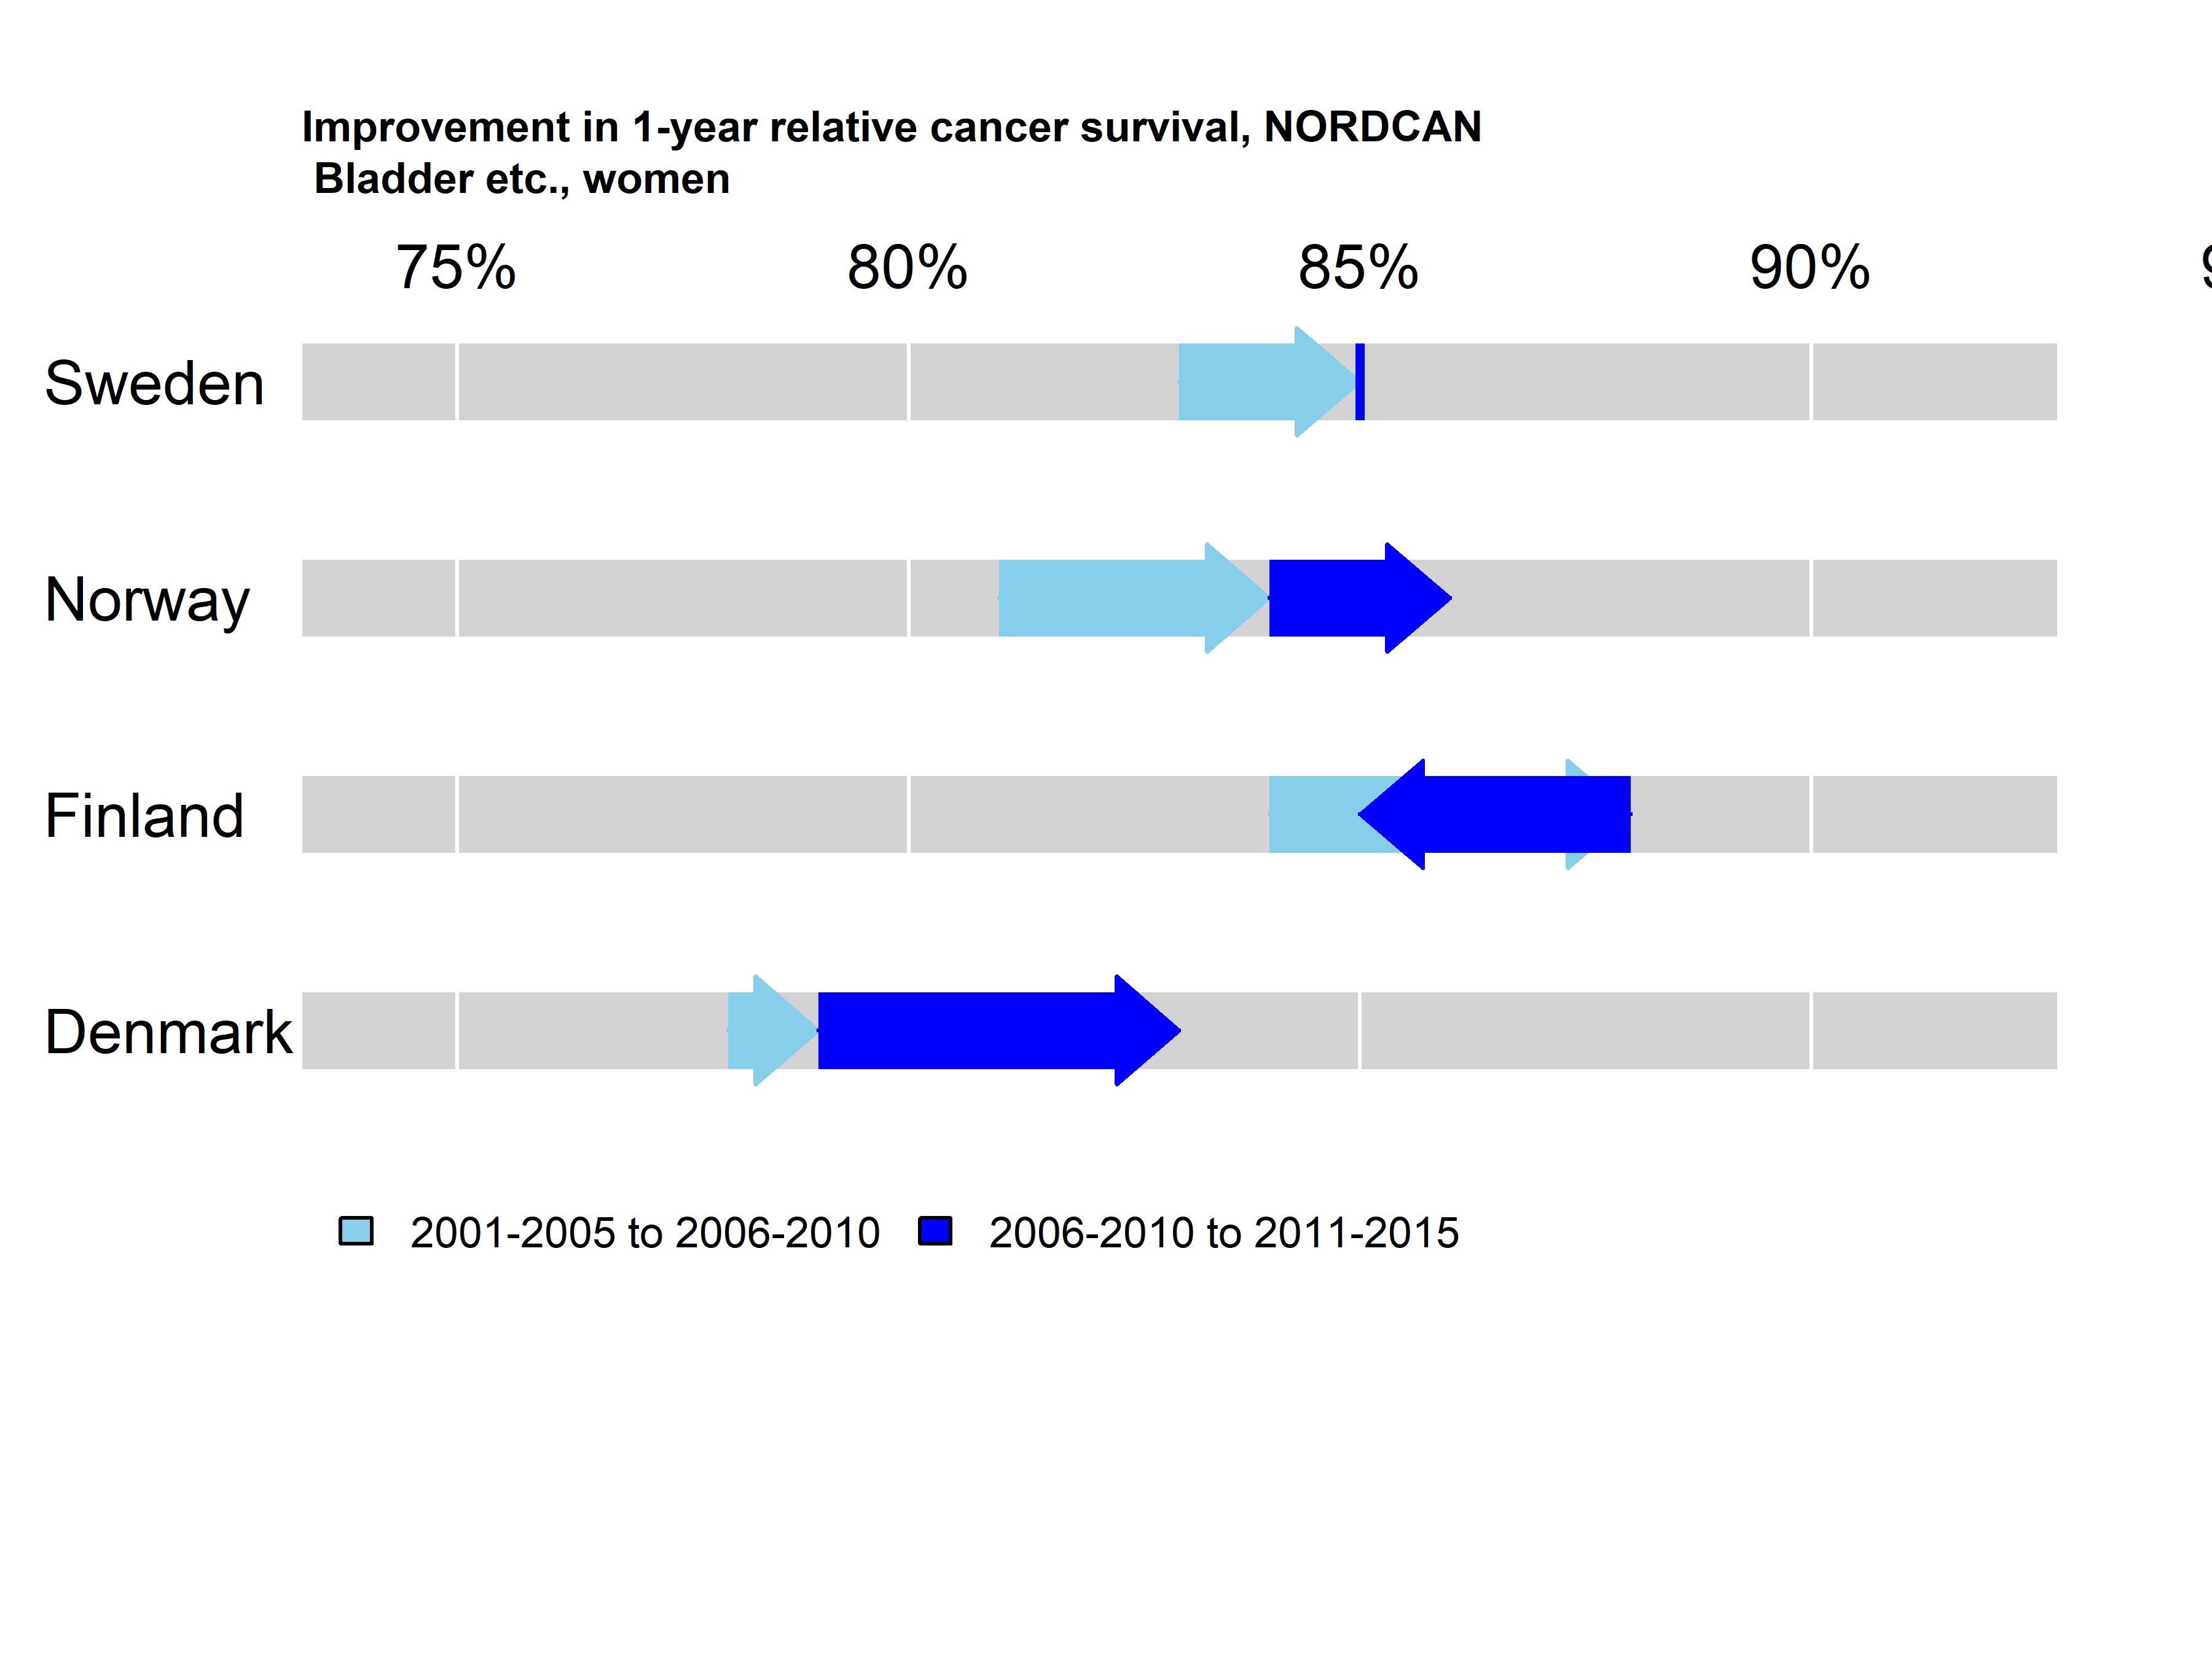 Improvement in 1-year relative cancer survival, NORDCAN
Bladder etc., women
75% 80% 85% 90%
Sweden
Norway
Finland
Denmark
2001-2005 to 2006-2010 2006-2010 to 2011-2015